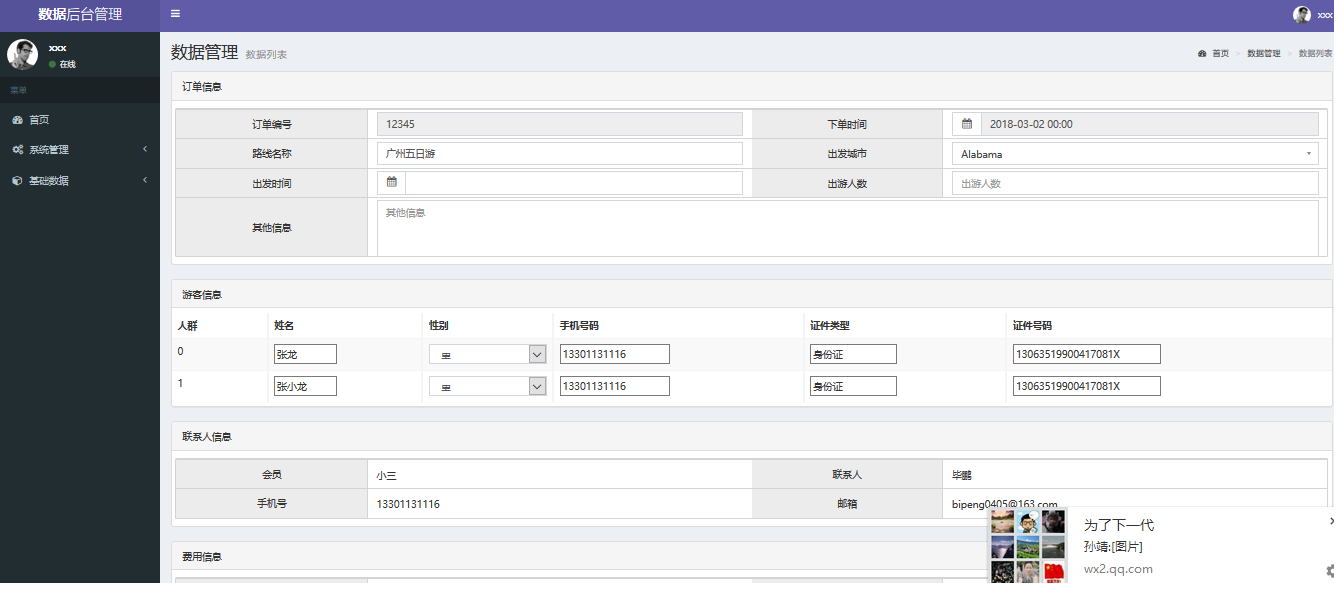 数据后台管理
xxx
xxx
在线
菜单
首页
系统管理
基础数据
数据管理 数据列表
首页 > 数据管理 > 数据列表
订单信息
订单编号 12345 下单时间 2018-03-02 00:00
路线名称 广州五日游 出发城市 Alabama
出发时间 出游人数 出游人数
其他信息 其他信息
游客信息
人群 姓名 性别 手机号码 证件类型 证件号码
0 张龙 13301131116 身份证 13063519900417081X
1 张小龙 13301131116 身份证 13063519900417081X
联系人信息
会员 小三 联系人 毕鹏
手机号 13301131116 邮箱 bipeng0405@163.com
费用信息
为了下一代
孙靖:[图片]
wx2.qq.com